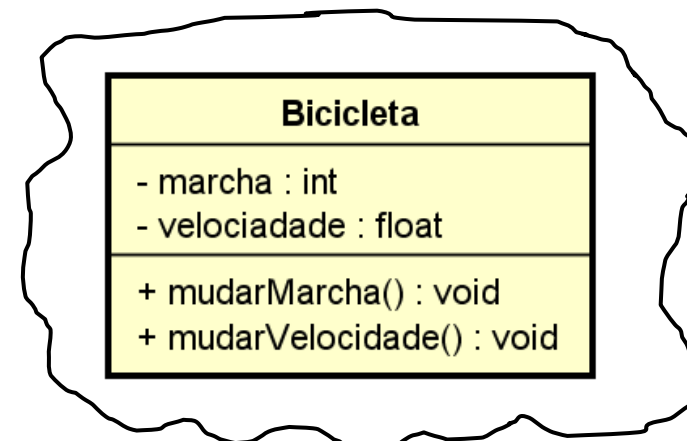 Bicicleta
- marcha : int
- velociadade : float
+ mudarMarcha() : void
+ mudarVelocidade() : void